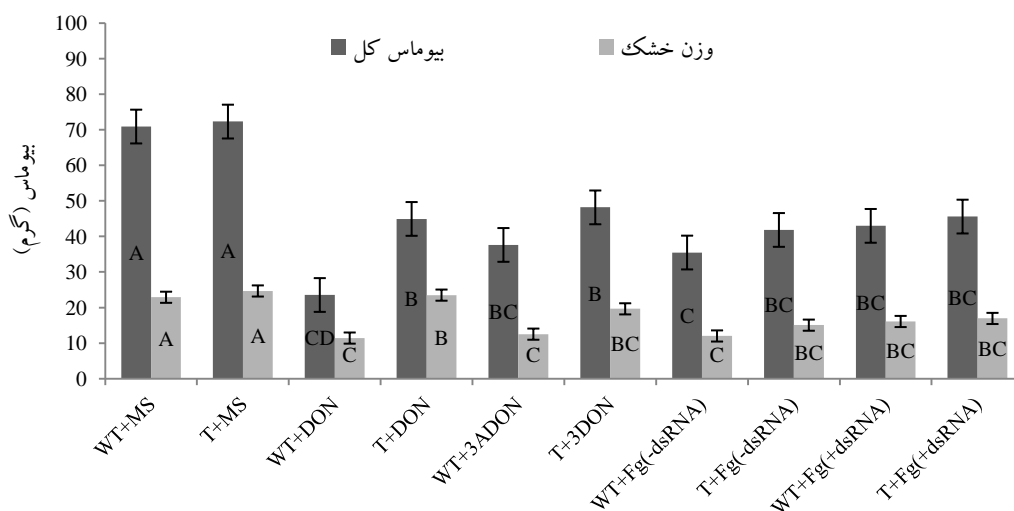 بیوماس کل
وزن خشک
بیوماس (گرم)
100
90
80
70
60
50
40
30
20
10
0
A
A
A
A
CD
C
B
B
BC
C
B
BC
C
C
BC
BC
BC
BC
BC
BC
WT+MS
T+MS
WT+DON
T+DON
WT+3ADON
T+3DON
WT+Fg(-dsRNA)
T+Fg(-dsRNA)
WT+Fg(+dsRNA)
T+Fg(+dsRNA)